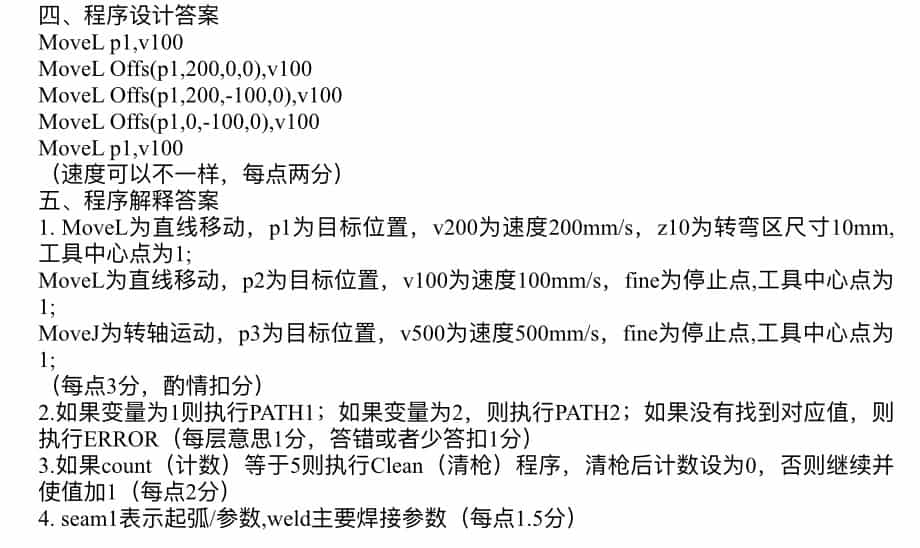 四、程序设计答案
MoveL p1,v100
MoveL Offs(p1,200,0,0),v100
MoveL Offs(p1,200,-100,0),v100
MoveL Offs(p1,0,-100,0),v100
MoveL p1,v100
（速度可以不一样，每点两分）
五、程序解释答案
1. MoveL为直线移动，p1为目标位置，v200为速度200mm/s，z10为转弯区尺寸10mm,
工具中心点为1;
MoveL为直线移动，p2为目标位置，v100为速度100mm/s，fine为停止点,工具中心点为
1;
MoveJ为转轴运动，p3为目标位置，v500为速度500mm/s，fine为停止点,工具中心点为
1;
（每点3分，酌情扣分）
2.如果变量为1则执行PATH1；如果变量为2，则执行PATH2；如果没有找到对应值，则
执行ERROR（每层意思1分，答错或者少答扣1分）
3.如果count（计数）等于5则执行Clean（清枪）程序，清枪后计数设为0，否则继续并
使值加1（每点2分）
4. seam1表示起弧/参数,weld主要焊接参数（每点1.5分）